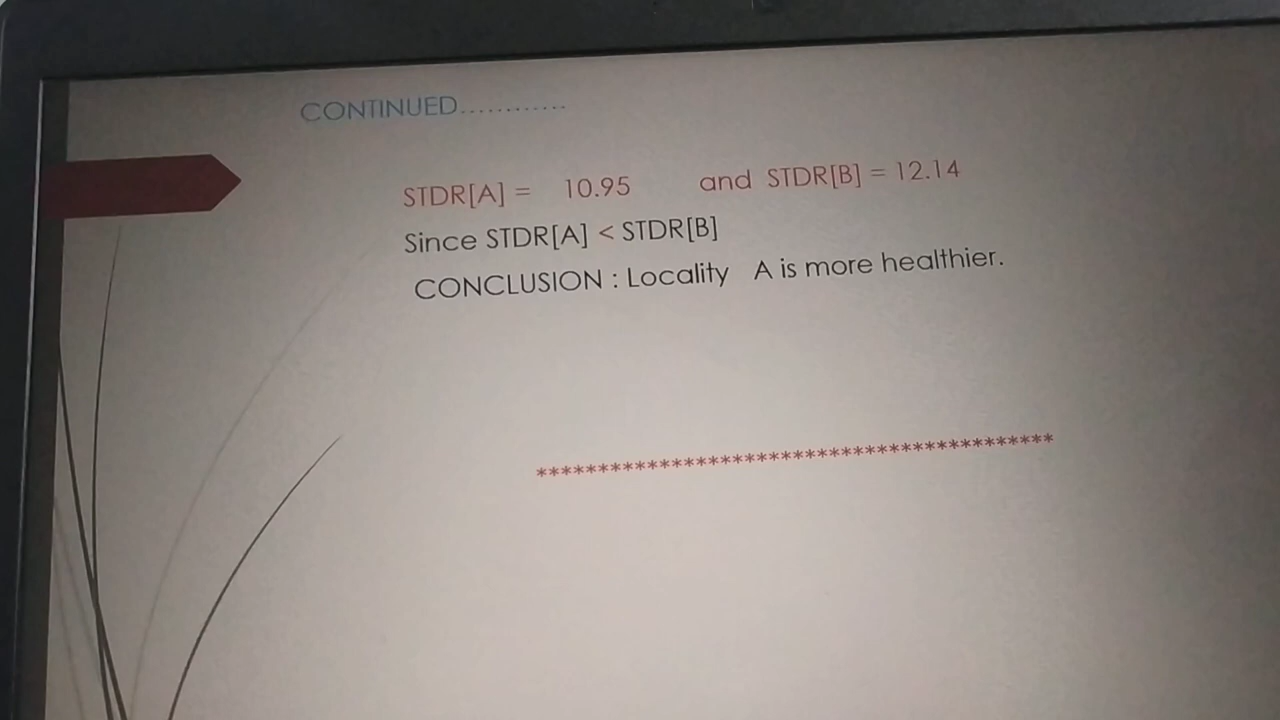 CONTINUED............
STDR[A] = 10.95 and STDR[B] = 12.14
Since STDR[A] < STDR[B]
CONCLUSION : Locality A is more healthier.
*******************************************